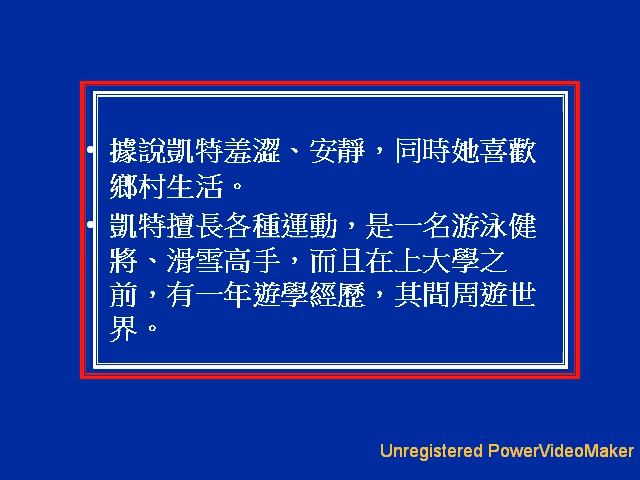 • 據說凱特羞澀、安靜，同時她喜歡
鄉村生活。
• 凱特擅長各種運動，是一名游泳健
將、滑雪高手，而且在上大學之
前，有一年遊學經歷，其間周遊世
界。
Unregistered PowerVideoMaker